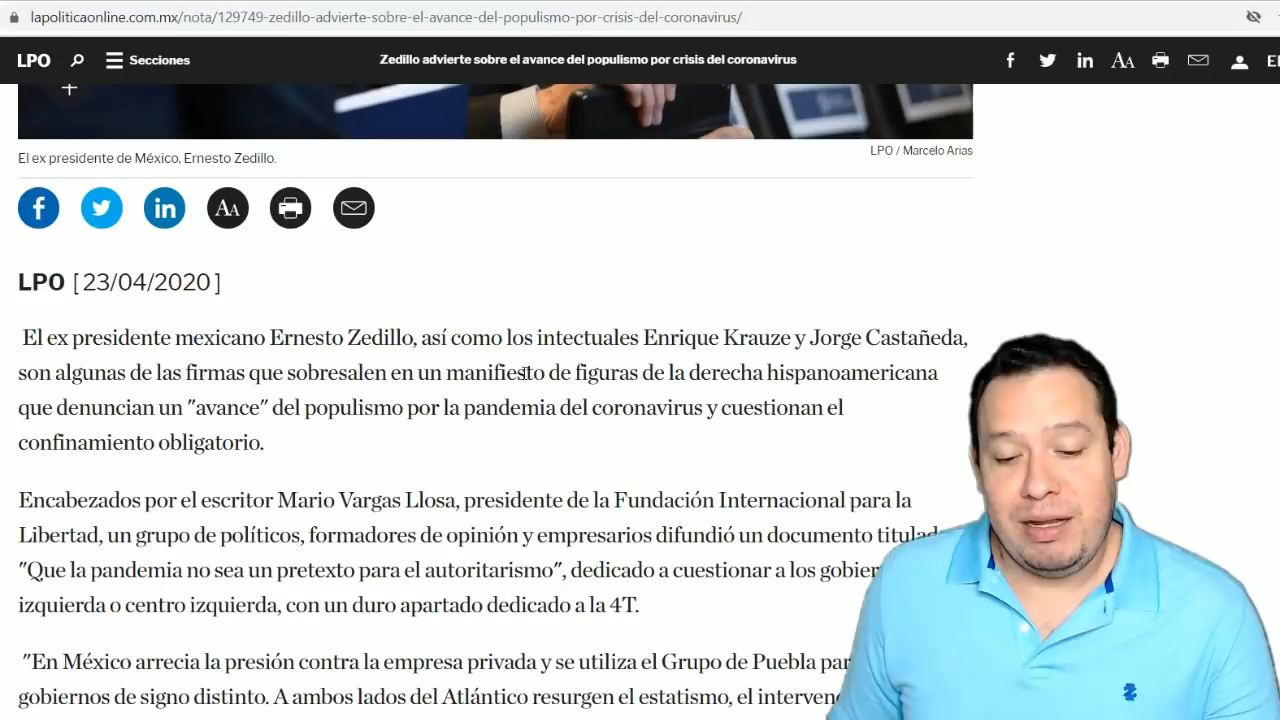 lapoliticaonline.com.mx/nota/129749-zedillo-advierte-sobre-el-avance-del-populismo-por-crisis-del-coronavirus/
LPO Secciones Zedillo advierte sobre el avance del populismo por crisis del coronavirus AA
El ex presidente de México, Ernesto Zedillo. LPO / Marcelo Arias
AA
LPO [ 23/04/2020 ]
El ex presidente mexicano Ernesto Zedillo, así como los intectuales Enrique Krauze y Jorge Castañeda,
son algunas de las firmas que sobresalen en un manifiesto de figuras de la derecha hispanoamericana
que denuncian un "avance" del populismo por la pandemia del coronavirus y cuestionan el
confinamiento obligatorio.
Encabezados por el escritor Mario Vargas Llosa, presidente de la Fundación Internacional para la
Libertad, un grupo de políticos, formadores de opinión y empresarios difundió un documento
"Que la pandemia no sea un pretexto para el autoritarismo", dedicado a cuestionar a los
izquierda o centro izquierda, con un duro apartado dedicado a la 4T.
"En México arrecia la presión contra la empresa privada y se utiliza el Grupo de Puebla
gobiernos de signo distinto. A ambos lados del Atlántico resurgen el estatismo, el